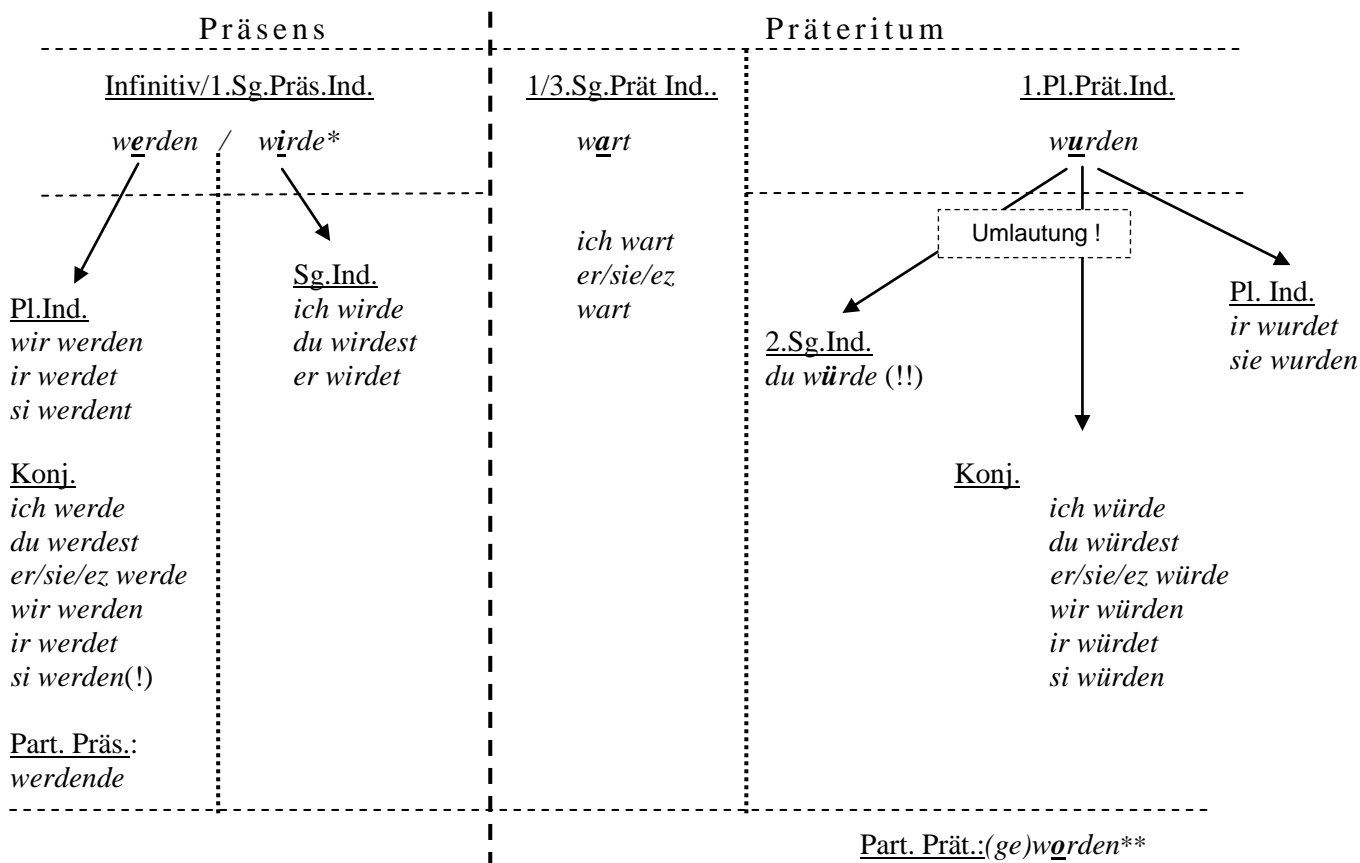 Präsens
Präteritum
Infinitiv/1.Sg.Präs.Ind.
werden / wirde*
1/3.Sg.Prät Ind..
wart
1.Pl.Prät.Ind.
wurden
Umlautung !
Pl.Ind.
wir werden
ir werdet
si werdent
Konj.
ich werde
du werdest
er/sie/ez werde
wir werden
ir werdet
si werden(!)
Part. Präs.:
werdende
Sg.Ind.
ich wirde
du wirdest
er wirdet
ich wart
er/sie/ez
wart
2.Sg.Ind.
du würde (!!)
Konj.
ich würde
du würdest
er/sie/ez würde
wir würden
ir würdet
si würden
Pl. Ind.
ir wurdet
sie wurden
Part. Prät.:(ge)worden**